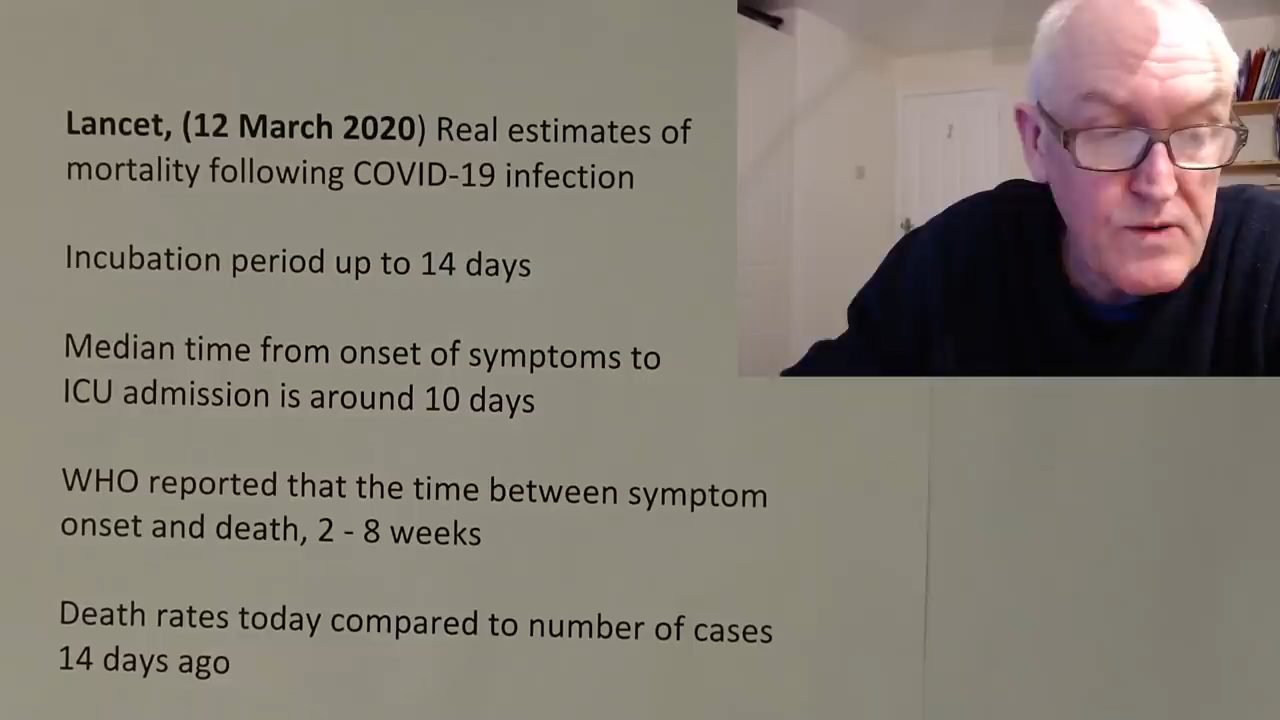 Lancet, (12 March 2020) Real estimates of
mortality following COVID-19 infection
Incubation period up to 14 days
Median time from onset of symptoms to
ICU admission is around 10 days
WHO reported that the time between symptom
onset and death, 2 - 8 weeks
Death rates today compared to number of cases
14 days ago